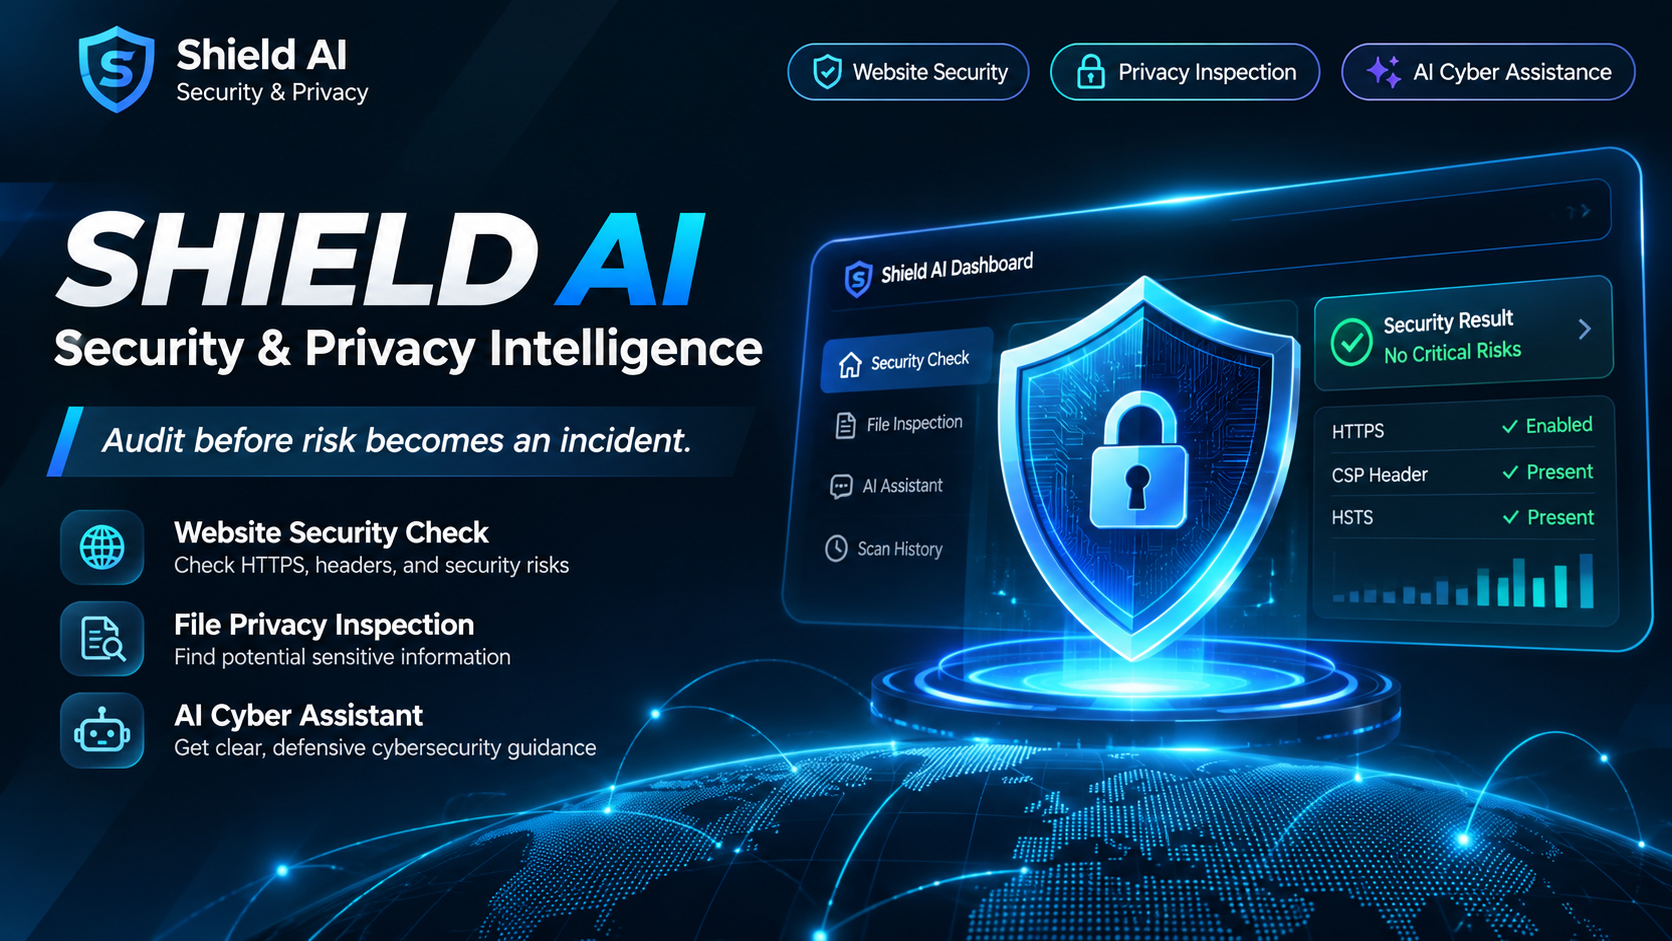 Shield AI
Security & Privacy
Website Security
Privacy Inspection
AI Cyber Assistance
SHIELD AI
Security & Privacy Intelligence
Audit before risk becomes an incident.
Website Security Check
Check HTTPS, headers, and security risks
File Privacy Inspection
Find potential sensitive information
AI Cyber Assistant
Get clear, defensive cybersecurity guidance
Shield AI Dashboard
Security Check
File Inspection
AI Assistant
Scan History
Security Result
No Critical Risks
HTTPS Enabled
CSP Header Present
HSTS Present